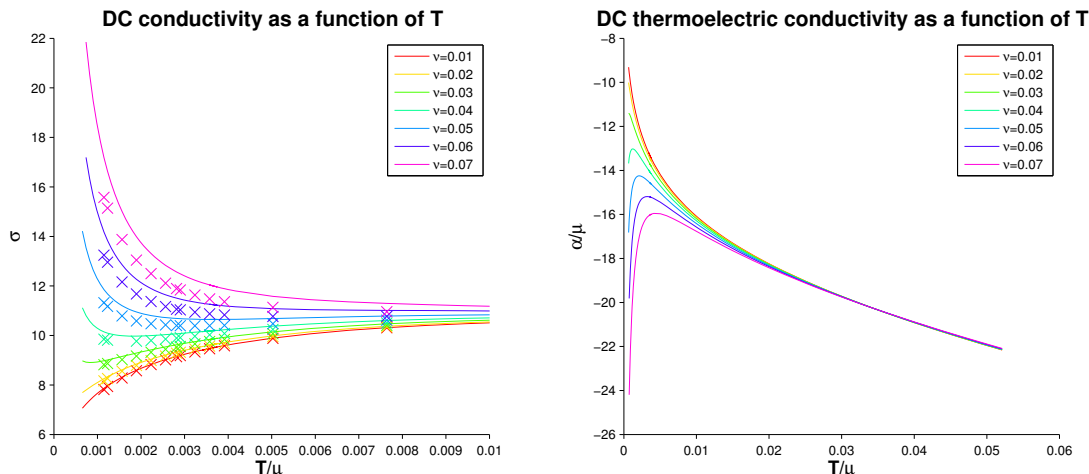 DC conductivity as a function of T
22
20
18
16
14
12
10
8
6
σ
0
0.001
0.002
0.003
0.004
0.005
0.006
0.007
0.008
0.009
0.01
T/μ
ν=0.01
ν=0.02
ν=0.03
ν=0.04
ν=0.05
ν=0.06
ν=0.07
DC thermoelectric conductivity as a function of T
−8
−10
−12
−14
−16
−18
−20
−22
−24
−26
α/μ
0
0.01
0.02
0.03
0.04
0.05
0.06
T/μ
ν=0.01
ν=0.02
ν=0.03
ν=0.04
ν=0.05
ν=0.06
ν=0.07